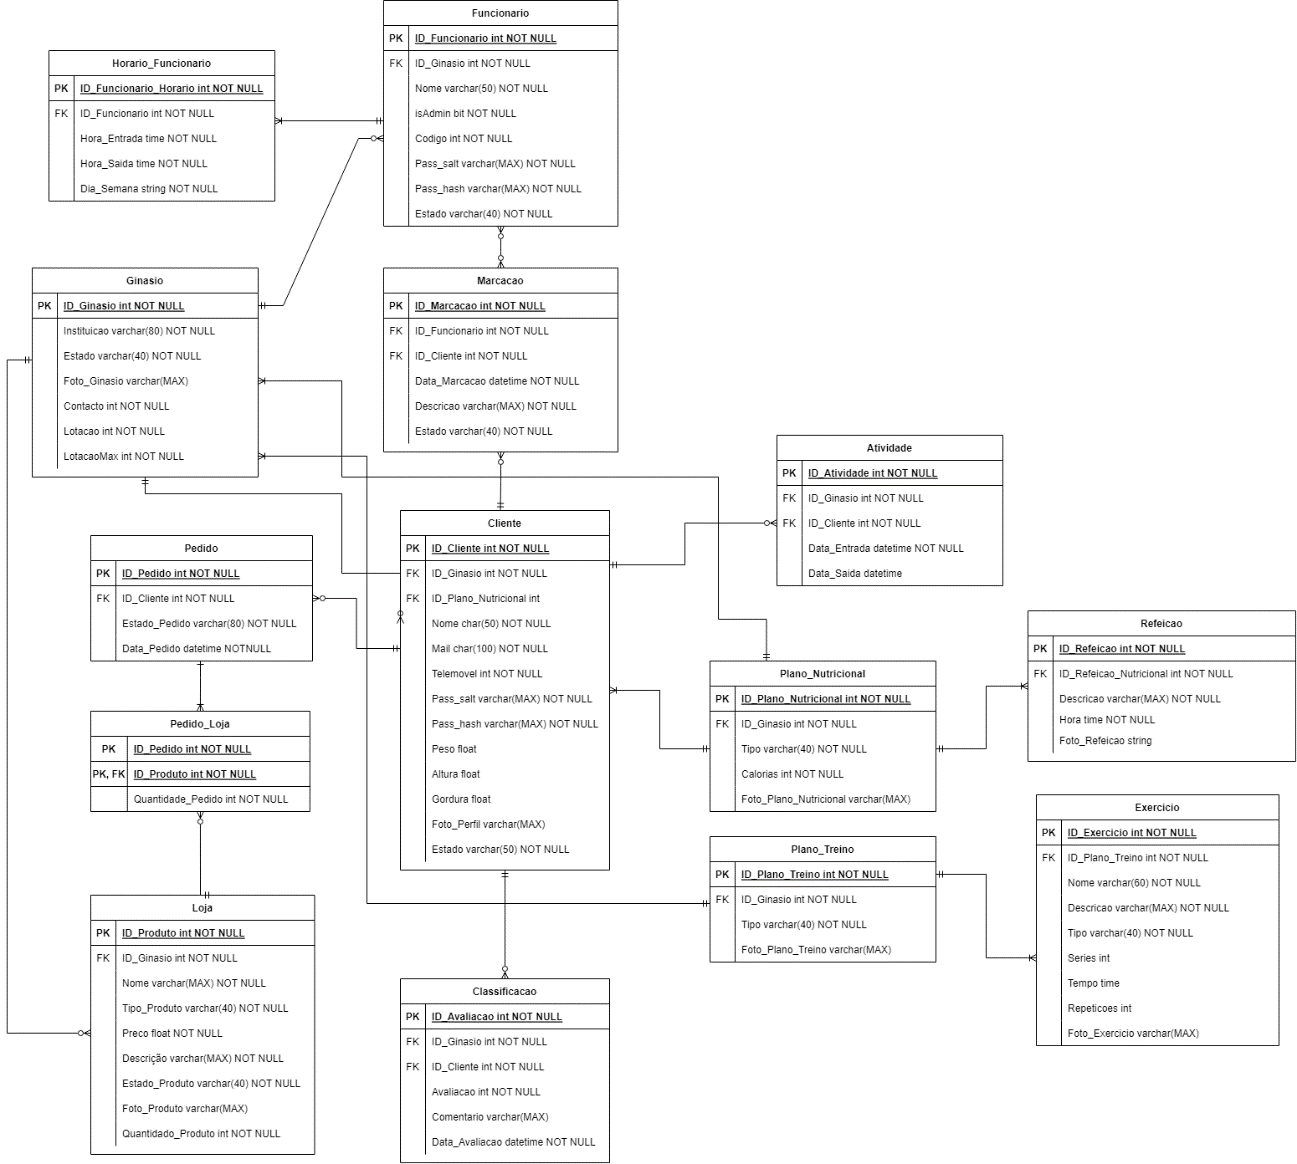 Funcionario
PK ID_Funcionario int NOT NULL
FK ID_Ginasio int NOT NULL
Nome varchar(50) NOT NULL
isAdmin bit NOT NULL
Codigo int NOT NULL
Pass_salt varchar(MAX) NOT NULL
Pass_hash varchar(MAX) NOT NULL
Estado varchar(40) NOT NULL
Horario_Funcionario
PK ID_Funcionario_Horario int NOT NULL
FK ID_Funcionario int NOT NULL
Hora_Entrada time NOT NULL
Hora_Saida time NOT NULL
Dia_Semana string NOT NULL
Ginasio
PK ID_Ginasio int NOT NULL
Instituicao varchar(80) NOT NULL
Estado varchar(40) NOT NULL
Foto_Ginasio varchar(MAX)
Contacto int NOT NULL
Lotacao int NOT NULL
LotacaoMax int NOT NULL
Marcacao
PK ID_Marcacao int NOT NULL
FK ID_Funcionario int NOT NULL
FK ID_Cliente int NOT NULL
Data_Marcacao datetime NOT NULL
Descricao varchar(MAX) NOT NULL
Estado varchar(40) NOT NULL
Atividade
PK ID_Atividade int NOT NULL
FK ID_Ginasio int NOT NULL
FK ID_Cliente int NOT NULL
Data_Entrada datetime NOT NULL
Data_Saida datetime
Cliente
PK ID_Cliente int NOT NULL
FK ID_Ginasio int NOT NULL
FK ID_Plano_Nutricional int
Nome char(50) NOT NULL
Mail char(100) NOT NULL
Telemovel int NOT NULL
Pass_salt varchar(MAX) NOT NULL
Pass_hash varchar(MAX) NOT NULL
Peso float
Altura float
Gordura float
Foto_Perfil varchar(MAX)
Estado varchar(50) NOT NULL
Pedido
PK ID_Pedido int NOT NULL
FK ID_Cliente int NOT NULL
Estado_Pedido varchar(80) NOT NULL
Data_Pedido datetime NOTNULL
Pedido_Loja
PK ID_Pedido int NOT NULL
PK, FK ID_Produto int NOT NULL
Quantidade_Pedido int NOT NULL
Loja
PK ID_Produto int NOT NULL
FK ID_Ginasio int NOT NULL
Nome varchar(MAX) NOT NULL
Tipo_Produto varchar(40) NOT NULL
Preco float NOT NULL
Descrição varchar(MAX) NOT NULL
Estado_Produto varchar(40) NOT NULL
Foto_Produto varchar(MAX)
Quantidado_Produto int NOT NULL
Plano_Nutricional
PK ID_Plano_Nutricional int NOT NULL
FK ID_Ginasio int NOT NULL
Tipo varchar(40) NOT NULL
Calorias int NOT NULL
Foto_Plano_Nutricional varchar(MAX)
Refeicao
PK ID_Refeicao int NOT NULL
FK ID_Refeicao_Nutricional int NOT NULL
Descricao varchar(MAX) NOT NULL
Hora time NOT NULL
Foto_Refeicao string
Plano_Treino
PK ID_Plano_Treino int NOT NULL
FK ID_Ginasio int NOT NULL
Tipo varchar(40) NOT NULL
Foto_Plano_Treino varchar(MAX)
Exercicio
PK ID_Exercicio int NOT NULL
FK ID_Plano_Treino int NOT NULL
Nome varchar(60) NOT NULL
Descricao varchar(MAX) NOT NULL
Tipo varchar(40) NOT NULL
Series int
Tempo time
Repeticoes int
Foto_Exercicio varchar(MAX)
Classificacao
PK ID_Avaliacao int NOT NULL
FK ID_Ginasio int NOT NULL
FK ID_Cliente int NOT NULL
Avaliacao int NOT NULL
Comentario varchar(MAX)
Data_Avaliacao datetime NOT NULL